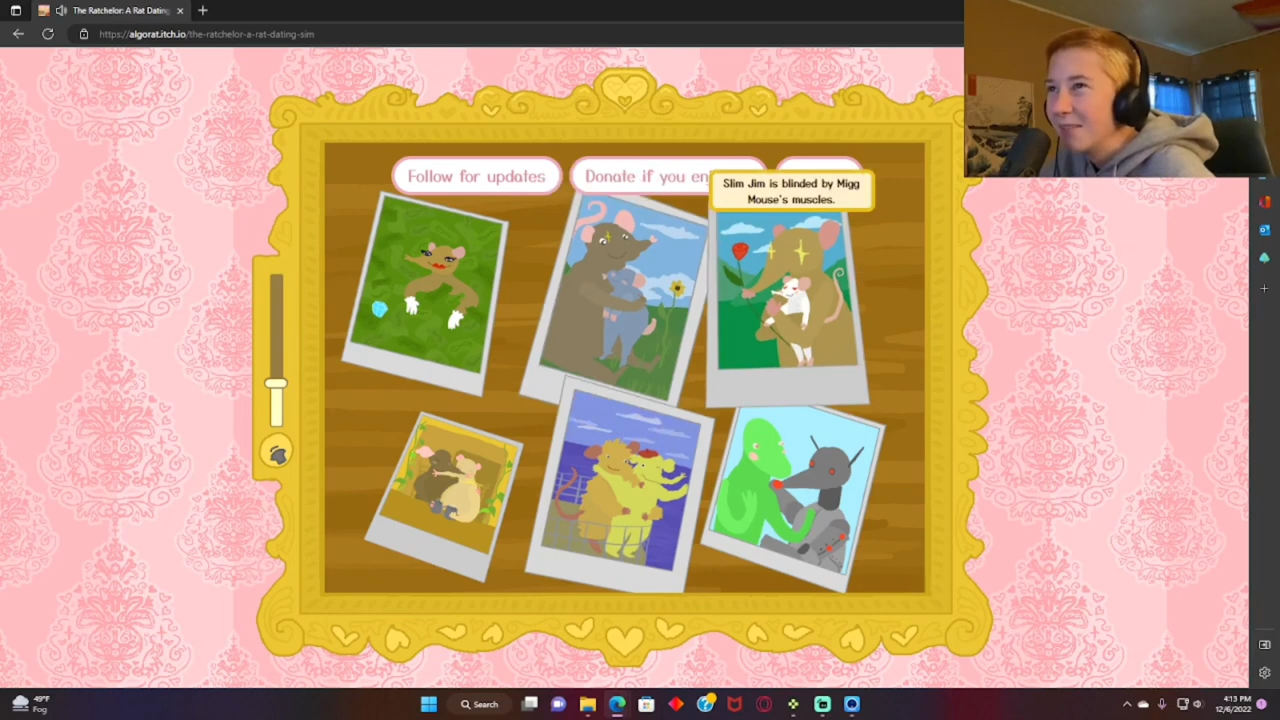 The Ratchelor: A Rat Dating
https://algorat.itch.io/the-ratchelor-a-rat-dating-sim
Follow for updates
Donate if you en
Slim Jim is blinded by Migg
Mouse's muscles.
49°F
Fog
Search
4:13 PM
12/6/2022